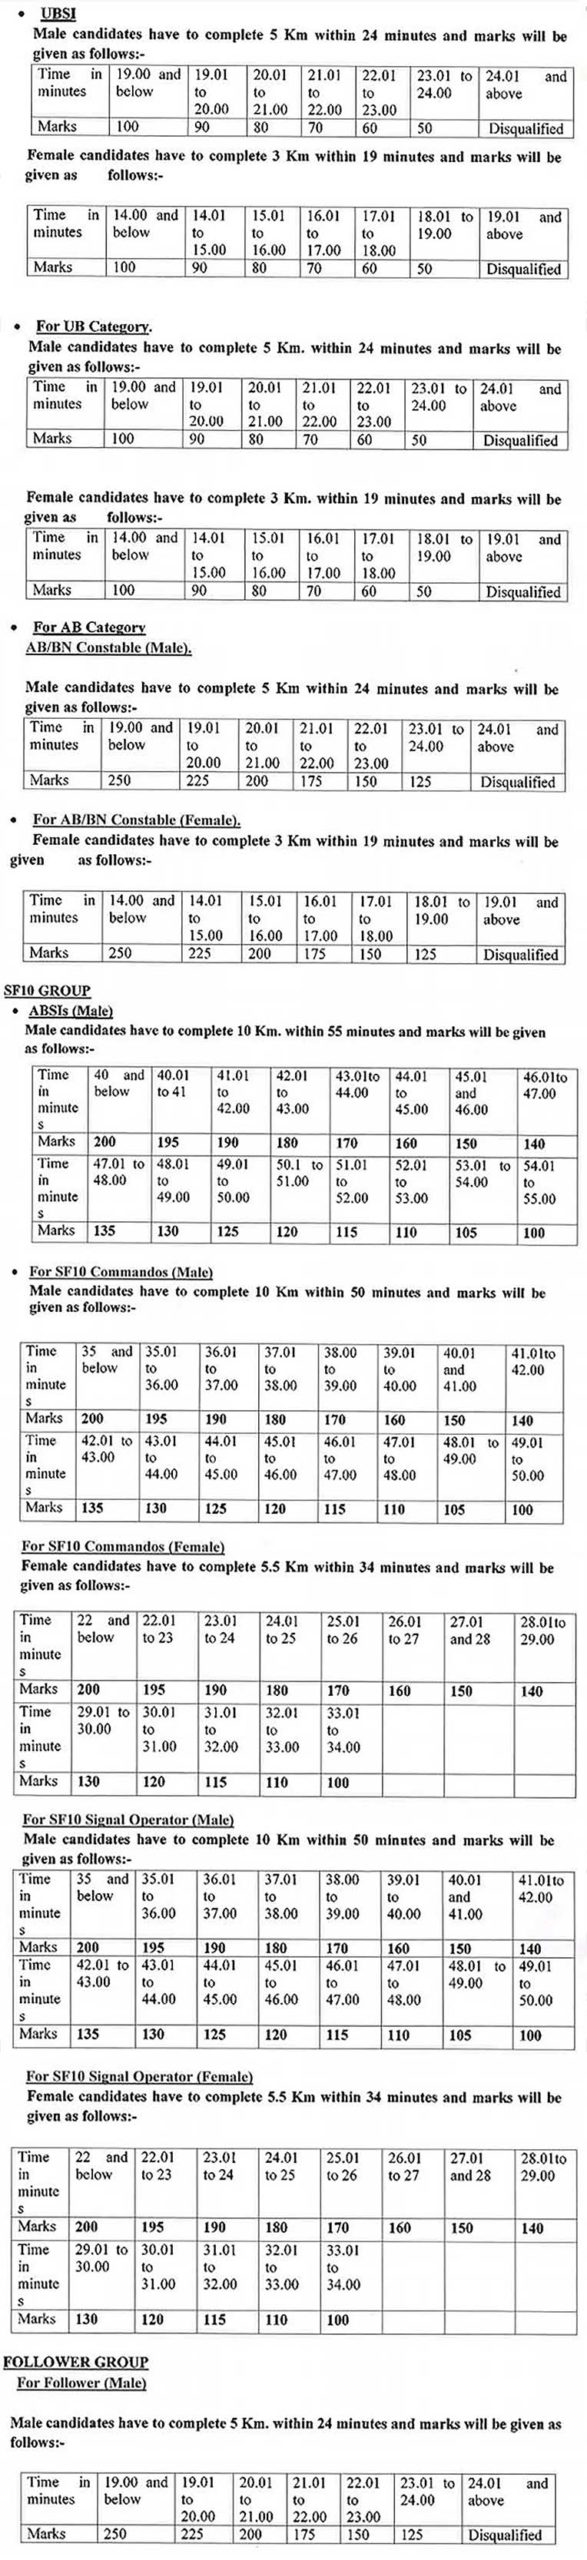 • UBSI
Male candidates have to complete 5 Km within 24 minutes and marks will be
given as follows:-
Time in minutes | 19.00 and below | 19.01 to 20.00 | 20.01 to 21.00 | 21.01 to 22.00 | 22.01 to 23.00 | 23.01 to 24.00 | 24.01 and above
Marks | 100 | 90 | 80 | 70 | 60 | 50 | Disqualified
Female candidates have to complete 3 Km within 19 minutes and marks will be
given as follows:-
Time in minutes | 14.00 and below | 14.01 to 15.00 | 15.01 to 16.00 | 16.01 to 17.00 | 17.01 to 18.00 | 18.01 to 19.00 | 19.01 and above
Marks | 100 | 90 | 80 | 70 | 60 | 50 | Disqualified
• For UB Category.
Male candidates have to complete 5 Km. within 24 minutes and marks will be
given as follows:-
Time in minutes | 19.00 and below | 19.01 to 20.00 | 20.01 to 21.00 | 21.01 to 22.00 | 22.01 to 23.00 | 23.01 to 24.00 | 24.01 and above
Marks | 100 | 90 | 80 | 70 | 60 | 50 | Disqualified
Female candidates have to complete 3 Km. within 19 minutes and marks will be
given as follows:-
Time in minutes | 14.00 and below | 14.01 to 15.00 | 15.01 to 16.00 | 16.01 to 17.00 | 17.01 to 18.00 | 18.01 to 19.00 | 19.01 and above
Marks | 100 | 90 | 80 | 70 | 60 | 50 | Disqualified
• For AB Category
AB/BN Constable (Male).
Male candidates have to complete 5 Km within 24 minutes and marks will be
given as follows:-
Time in minutes | 19.00 and below | 19.01 to 20.00 | 20.01 to 21.00 | 21.01 to 22.00 | 22.01 to 23.00 | 23.01 to 24.00 | 24.01 and above
Marks | 250 | 225 | 200 | 175 | 150 | 125 | Disqualified
• For AB/BN Constable (Female).
Female candidates have to complete 3 Km within 19 minutes and marks will be
given as follows:-
Time in minutes | 14.00 and below | 14.01 to 15.00 | 15.01 to 16.00 | 16.01 to 17.00 | 17.01 to 18.00 | 18.01 to 19.00 | 19.01 and above
Marks | 250 | 225 | 200 | 175 | 150 | 125 | Disqualified
SF10 GROUP
• ABSIs (Male)
Male candidates have to complete 10 Km. within 55 minutes and marks will be given
as follows:-
Time in minutes | 40 and below | 40.01 to 41 | 41.01 to 42.00 | 42.01 to 43.00 | 43.01to 44.00 | 44.01 to 45.00 | 45.01 and 46.00 | 46.01to 47.00
Marks | 200 | 195 | 190 | 180 | 170 | 160 | 150 | 140
Time in minutes | 47.01 to 48.00 | 48.01 to 49.00 | 49.01 to 50.00 | 50.1 to 51.00 | 51.01 to 52.00 | 52.01 to 53.00 | 53.01 to 54.00 | 54.01 to 55.00
Marks | 135 | 130 | 125 | 120 | 115 | 110 | 105 | 100
• For SF10 Commandos (Male)
Male candidates have to complete 10 Km within 50 minutes and marks will be
given as follows:-
Time in minutes | 35 and below | 35.01 to 36.00 | 36.01 to 37.00 | 37.01 to 38.00 | 38.00 to 39.00 | 39.01 to 40.00 | 40.01 and 41.00 | 41.01to 42.00
Marks | 200 | 195 | 190 | 180 | 170 | 160 | 150 | 140
Time in minutes | 42.01 to 43.00 | 43.01 to 44.00 | 44.01 to 45.00 | 45.01 to 46.00 | 46.01 to 47.00 | 47.01 to 48.00 | 48.01 to 49.00 | 49.01 to 50.00
Marks | 135 | 130 | 125 | 120 | 115 | 110 | 105 | 100
For SF10 Commandos (Female)
Female candidates have to complete 5.5 Km within 34 minutes and marks will be
given as follows:-
Time in minutes | 22 and below | 22.01 to 23 | 23.01 to 24 | 24.01 to 25 | 25.01 to 26 | 26.01 to 27 | 27.01 and 28 | 28.01to 29.00
Marks | 200 | 195 | 190 | 180 | 170 | 160 | 150 | 140
Time in minutes | 29.01 to 30.00 | 30.01 to 31.00 | 31.01 to 32.00 | 32.01 to 33.00 | 33.01 to 34.00
Marks | 130 | 120 | 115 | 110 | 100
For SF10 Signal Operator (Male)
Male candidates have to complete 10 Km within 50 minutes and marks will be
given as follows:-
Time in minutes | 35 and below | 35.01 to 36.00 | 36.01 to 37.00 | 37.01 to 38.00 | 38.00 to 39.00 | 39.01 to 40.00 | 40.01 and 41.00 | 41.01to 42.00
Marks | 200 | 195 | 190 | 180 | 170 | 160 | 150 | 140
Time in minutes | 42.01 to 43.00 | 43.01 to 44.00 | 44.01 to 45.00 | 45.01 to 46.00 | 46.01 to 47.00 | 47.01 to 48.00 | 48.01 to 49.00 | 49.01 to 50.00
Marks | 135 | 130 | 125 | 120 | 115 | 110 | 105 | 100
For SF10 Signal Operator (Female)
Female candidates have to complete 5.5 Km within 34 minutes and marks will be
given as follows:-
Time in minutes | 22 and below | 22.01 to 23 | 23.01 to 24 | 24.01 to 25 | 25.01 to 26 | 26.01 to 27 | 27.01 and 28 | 28.01to 29.00
Marks | 200 | 195 | 190 | 180 | 170 | 160 | 150 | 140
Time in minutes | 29.01 to 30.00 | 30.01 to 31.00 | 31.01 to 32.00 | 32.01 to 33.00 | 33.01 to 34.00
Marks | 130 | 120 | 115 | 110 | 100
FOLLOWER GROUP
For Follower (Male)
Male candidates have to complete 5 Km. within 24 minutes and marks will be given as
follows:-
Time in minutes | 19.00 and below | 19.01 to 20.00 | 20.01 to 21.00 | 21.01 to 22.00 | 22.01 to 23.00 | 23.01 to 24.00 | 24.01 and above
Marks | 250 | 225 | 200 | 175 | 150 | 125 | Disqualified